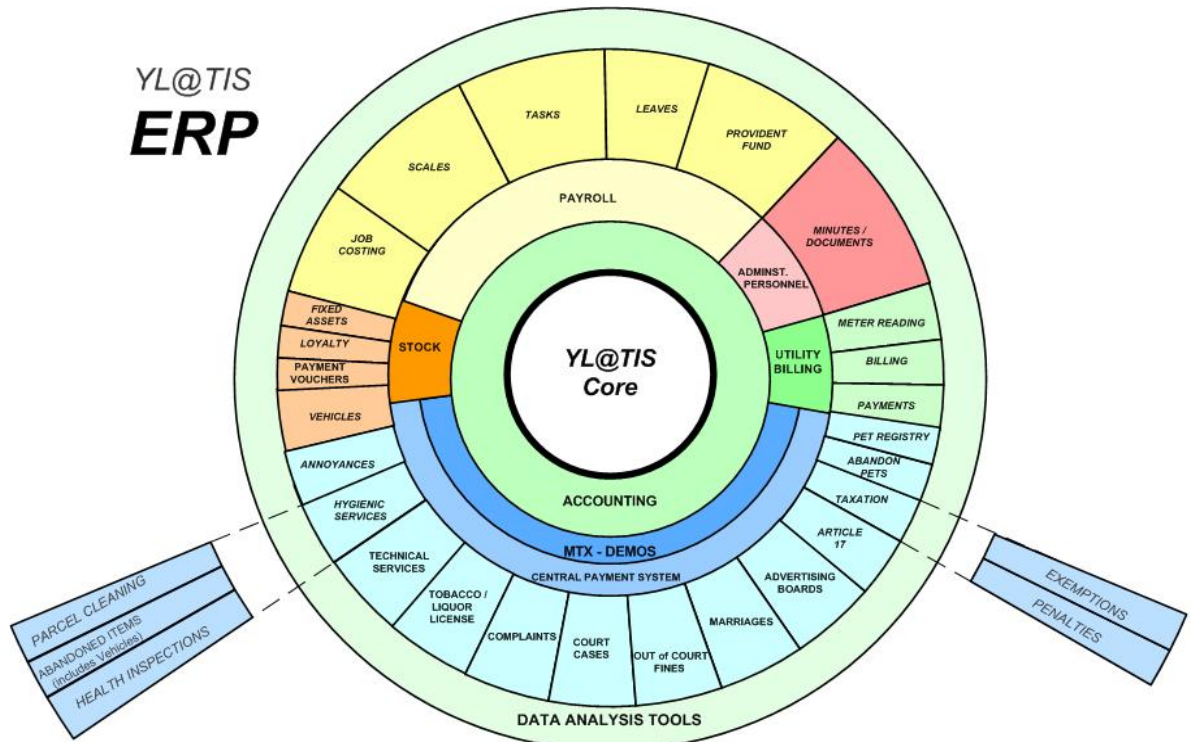 YL@TIS
ERP
TASKS
LEAVES
PROVIDENT
FUND
SCALES
PAYROLL
JOB
COSTING
MINUTES /
DOCUMENTS
ADMINST.
PERSONNEL
FIXED
ASSETS
LOYALTY
PAYMENT
VOUCHERS
VEHICLES
STOCK
YL@TIS
Core
UTILITY
BILLING
METER READING
BILLING
PAYMENTS
PET REGISTRY
ABANDON
PETS
TAXATION
ARTICLE
17
ANNOYANCES
HYGIENIC
SERVICES
ACCOUNTING
MTX - DEMOS
CENTRAL PAYMENT SYSTEM
TECHNICAL
SERVICES
TOBACCO /
LIQUOR
LICENSE
COMPLAINTS
COURT
CASES
OUT of COURT
FINES
MARRIAGES
ADVERTISING
BOARDS
PARCEL CLEANING
ABANDONED ITEMS
(includes Vehicles)
HEALTH INSPECTIONS
EXEMPTIONS
PENALTIES
DATA ANALYSIS TOOLS